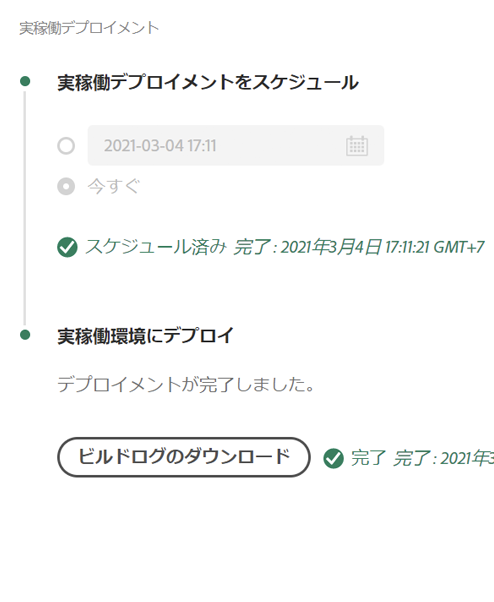 実稼働デプロイメント
実稼働デプロイメントをスケジュール
2021-03-04 17:11
今すぐ
スケジュール済み 完了 : 2021年3月4日 17:11:21 GMT+7
実稼働環境にデプロイ
デプロイメントが完了しました。
ビルドログのダウンロード 完了 完了 : 2021年3